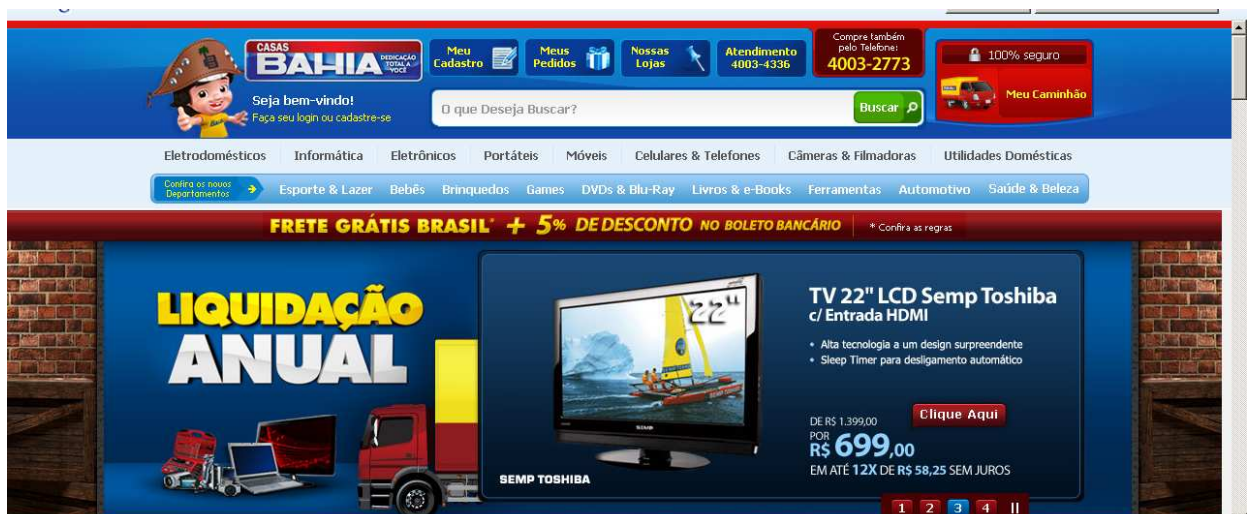 CASAS
BAHIA
DEDICAÇÃO
TOTAL A
VOCÊ
Meu
Cadastro
Meus
Pedidos
Nossas
Lojas
Atendimento
4003-4336
Compre também
pelo Telefone:
4003-2773
100% seguro
Meu Caminhão
Seja bem-vindo!
Faça seu login ou cadastre-se
O que Deseja Buscar?
Buscar
Eletrodomésticos Informática Eletrônicos Portáteis Móveis Celulares & Telefones Câmeras & Filmadoras Utilidades Domésticas
Confira os novos
Departamentos
Esporte & Lazer Bebês Brinquedos Games DVDs & Blu-Ray Livros & e-Books Ferramentas Automotivo Saúde & Beleza
FRETE GRÁTIS BRASIL* + 5% DE DESCONTO NO BOLETO BANCÁRIO * Confira as regras
LIQUIDAÇÃO
ANUAL
22"
SEMP TOSHIBA
TV 22" LCD Semp Toshiba
c/ Entrada HDMI
• Alta tecnologia a um design surpreendente
• Sleep Timer para desligamento automático
Clique Aqui
DE R$ 1.399,00
POR
R$ 699,00
EM ATÉ 12X DE R$ 58,25 SEM JUROS
1 2 3 4